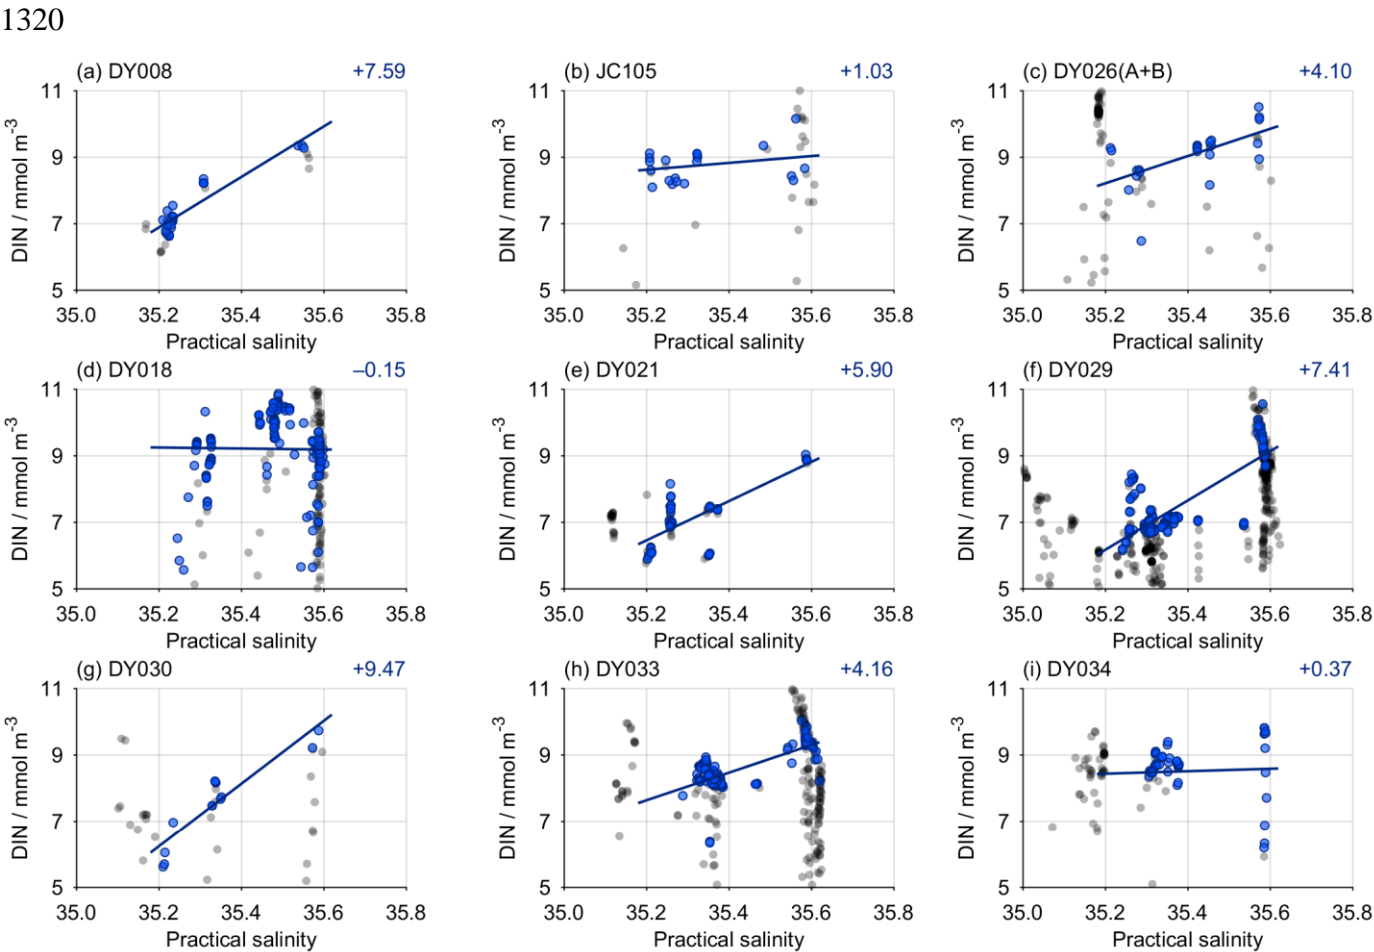 1320
(a) DY008 +7.59
(b) JC105 +1.03
(c) DY026(A+B) +4.10
11
9
7
5
DIN / mmol m⁻³
35.0 35.2 35.4 35.6 35.8
Practical salinity
11
9
7
5
DIN / mmol m⁻³
35.0 35.2 35.4 35.6 35.8
Practical salinity
11
9
7
5
DIN / mmol m⁻³
35.0 35.2 35.4 35.6 35.8
Practical salinity
(d) DY018 –0.15
(e) DY021 +5.90
(f) DY029 +7.41
11
9
7
5
DIN / mmol m⁻³
35.0 35.2 35.4 35.6 35.8
Practical salinity
11
9
7
5
DIN / mmol m⁻³
35.0 35.2 35.4 35.6 35.8
Practical salinity
11
9
7
5
DIN / mmol m⁻³
35.0 35.2 35.4 35.6 35.8
Practical salinity
(g) DY030 +9.47
(h) DY033 +4.16
(i) DY034 +0.37
11
9
7
5
DIN / mmol m⁻³
35.0 35.2 35.4 35.6 35.8
Practical salinity
11
9
7
5
DIN / mmol m⁻³
35.0 35.2 35.4 35.6 35.8
Practical salinity
11
9
7
5
DIN / mmol m⁻³
35.0 35.2 35.4 35.6 35.8
Practical salinity